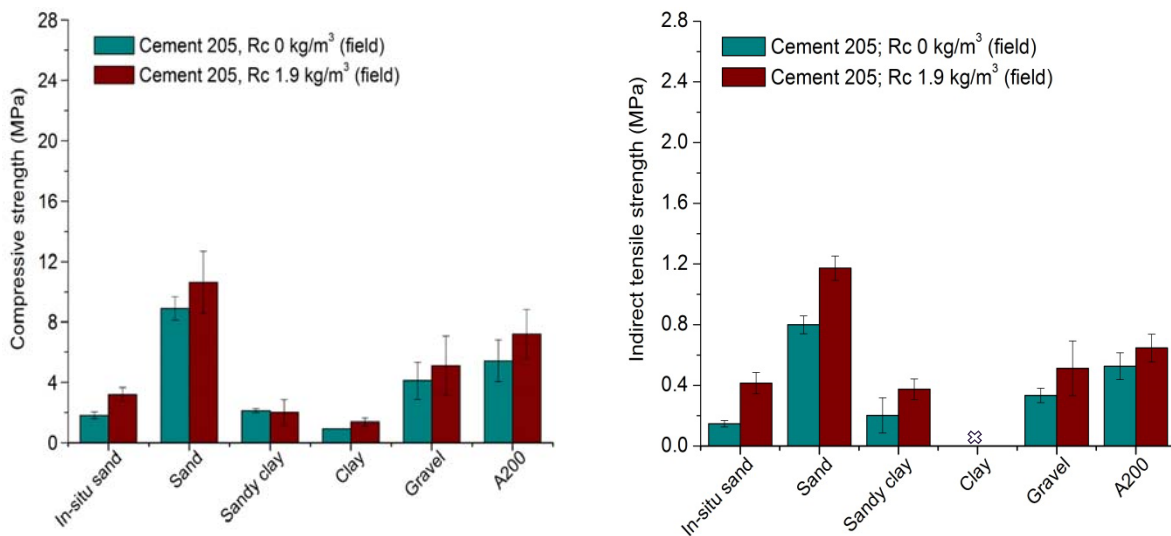 Compressive strength (MPa)
28
24
20
16
12
8
4
0
Cement 205, Rc 0 kg/m³ (field)
Cement 205, Rc 1.9 kg/m³ (field)
In-situ sand
Sand
Sandy clay
Clay
Gravel
A200
Indirect tensile strength (MPa)
2.8
2.4
2.0
1.6
1.2
0.8
0.4
0.0
Cement 205; Rc 0 kg/m³ (field)
Cement 205; Rc 1.9 kg/m³ (field)
In-situ sand
Sand
Sandy clay
Clay
Gravel
A200